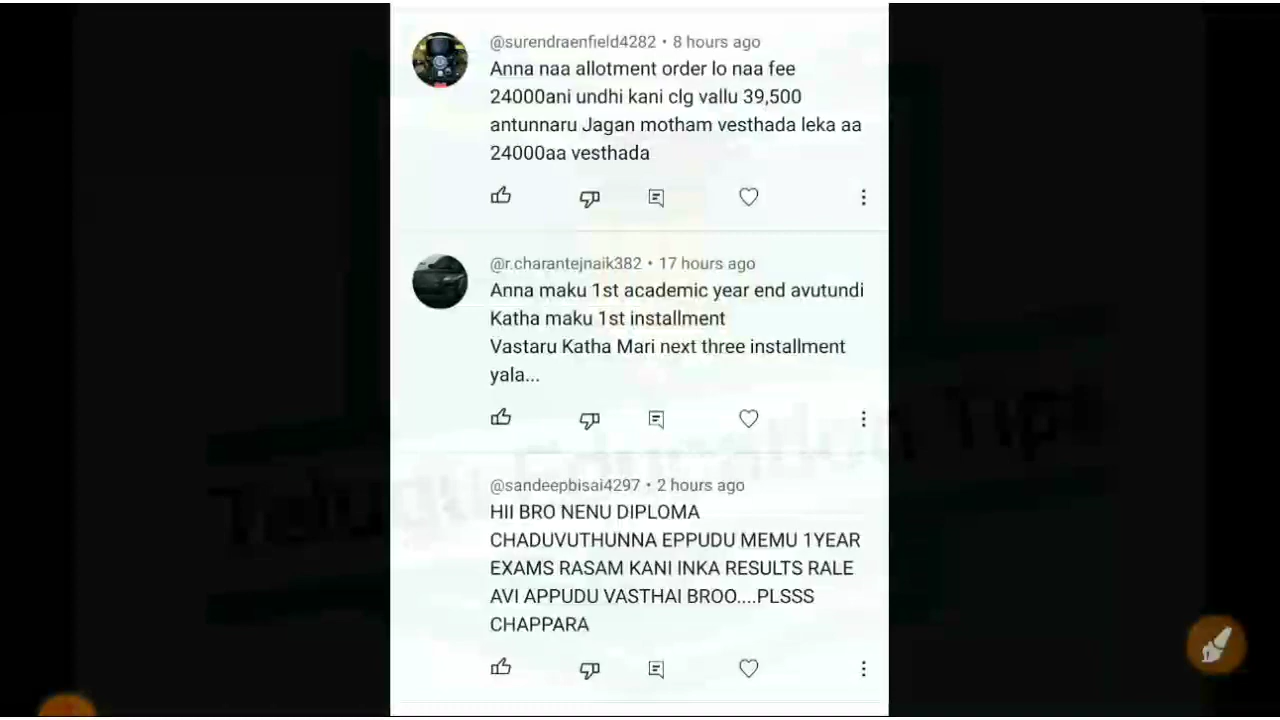 @surendraenfield4282 • 8 hours ago
Anna naa allotment order lo naa fee
24000ani undhi kani clg vallu 39,500
antunnaru Jagan motham vesthada leka aa
24000aa vesthada
@r.charantejnaik382 • 17 hours ago
Anna maku 1st academic year end avutundi
Katha maku 1st installment
Vastaru Katha Mari next three installment
yala...
Telugu Education Tips
@sandeepbisai4297 • 2 hours ago
HII BRO NENU DIPLOMA
CHADUVUTHUNNA EPPUDU MEMU 1YEAR
EXAMS RASAM KANI INKA RESULTS RALE
AVI APPUDU VASTHAI BROO....PLSSS
CHAPPARA